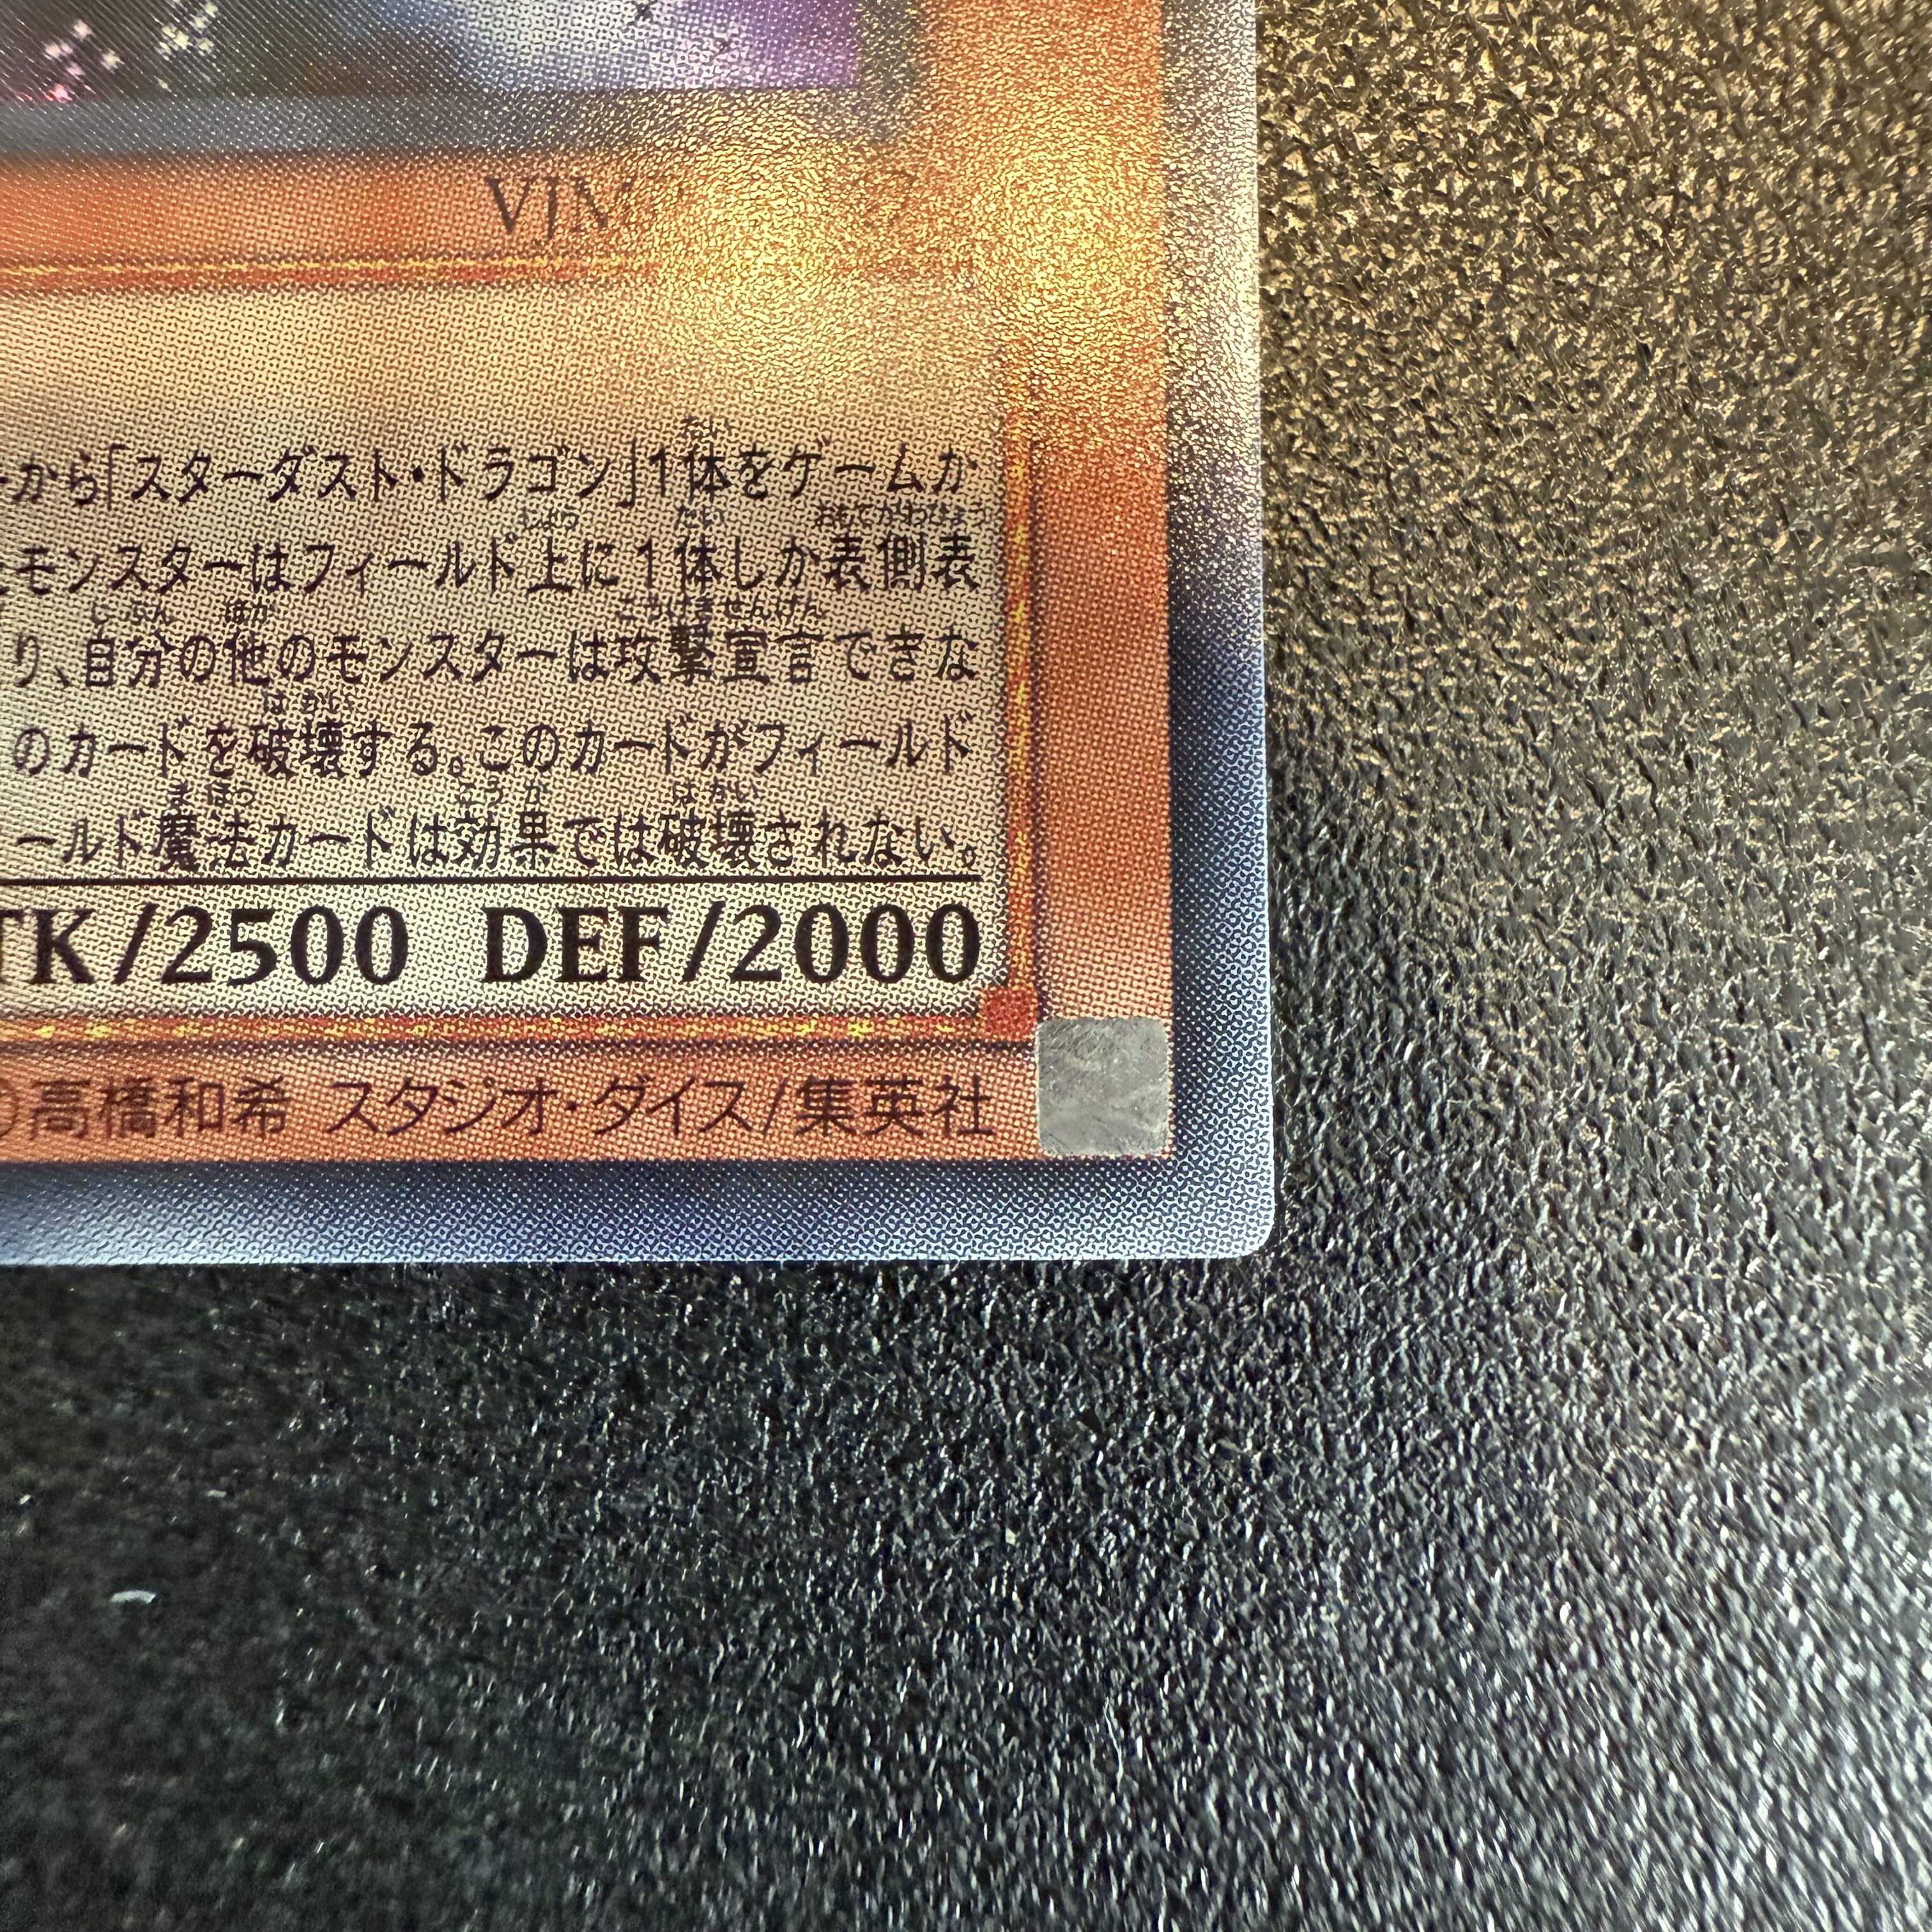 VJM
から「スターダスト・ドラゴン」1体をゲームか
モンスターはフィールド上に1体しか表側表
り、自分の他のモンスターは攻撃宣言できな
のカードを破壊する。このカードがフィールド
ールド魔法カードは効果では破壊されない。
TK/2500 DEF/2000
高橋和希 スタジオ・ダイス/集英社